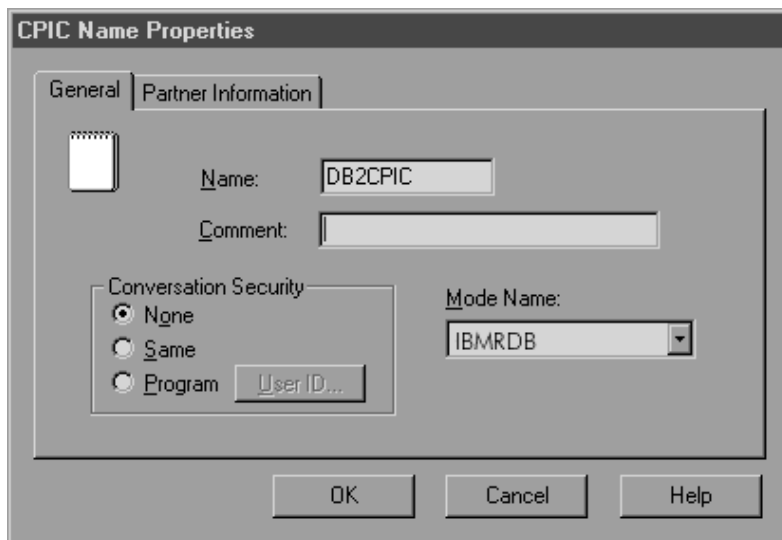 CPIC Name Properties
General
Partner Information
Name:
DB2CPIC
Comment:
Conversation Security
None
Same
Program
User ID...
Mode Name:
IBMRDB
OK
Cancel
Help